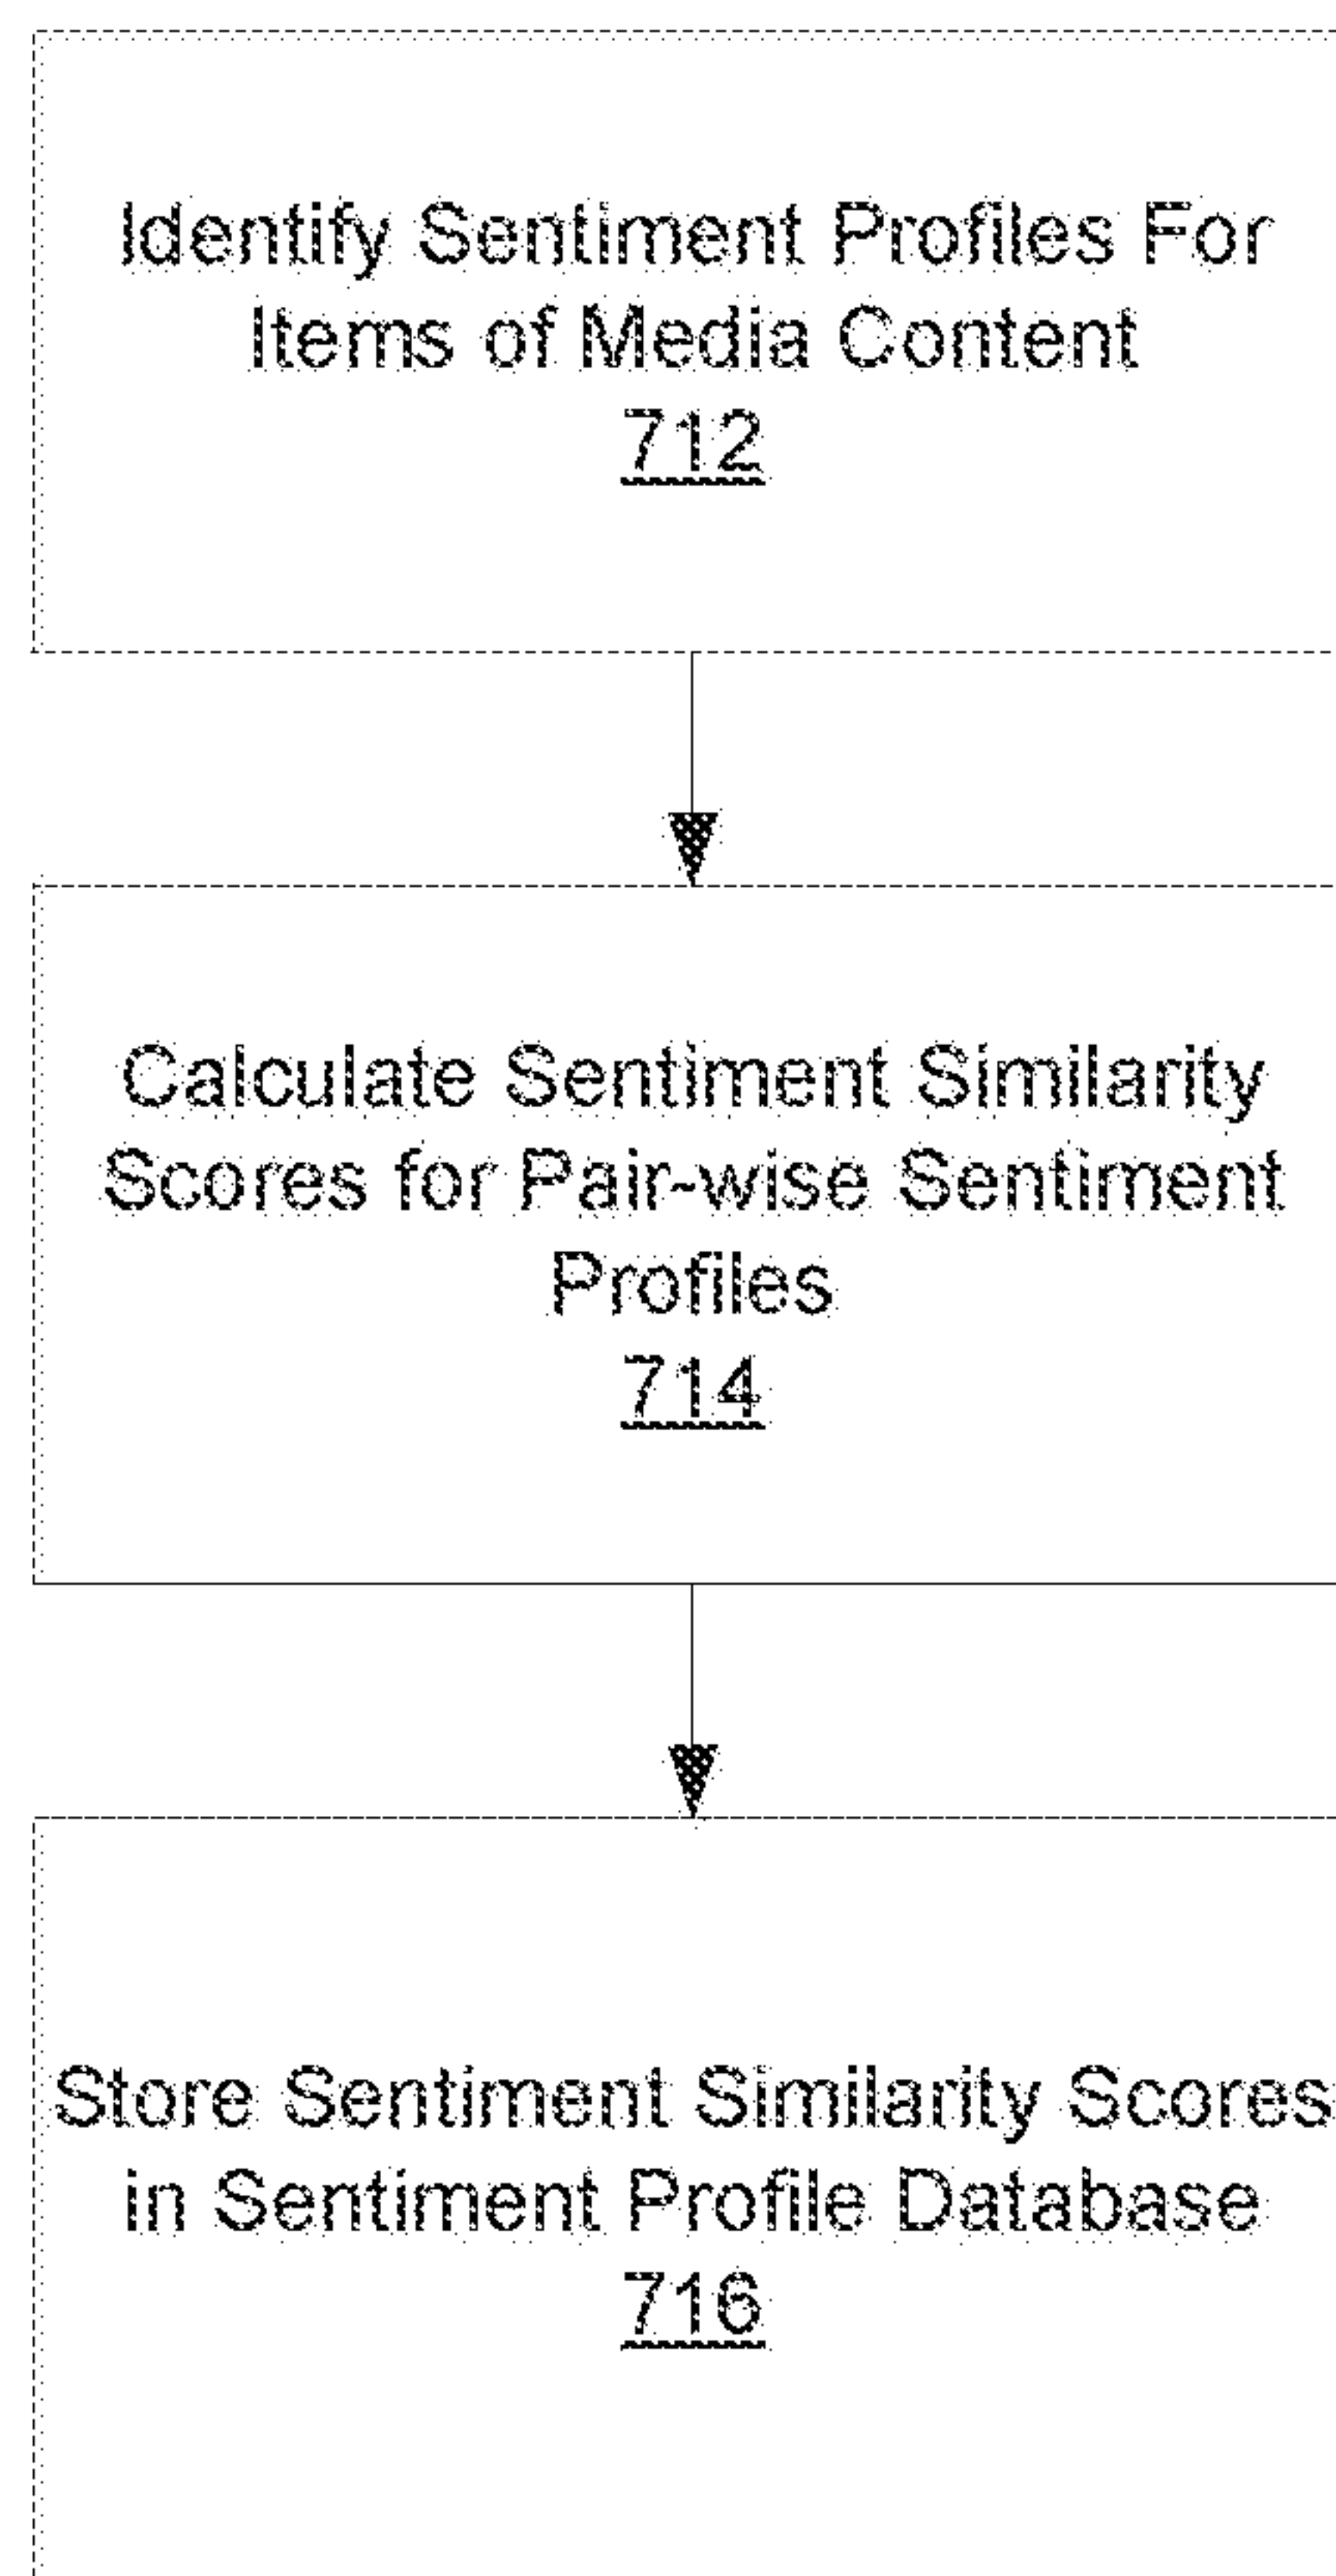 Identify Sentiment Profiles For
Items of Media Content
712
Calculate Sentiment Similarity
Scores for Pair-wise Sentiment
Profiles
714
Store Sentiment Similarity Scores
in Sentiment Profile Database
716